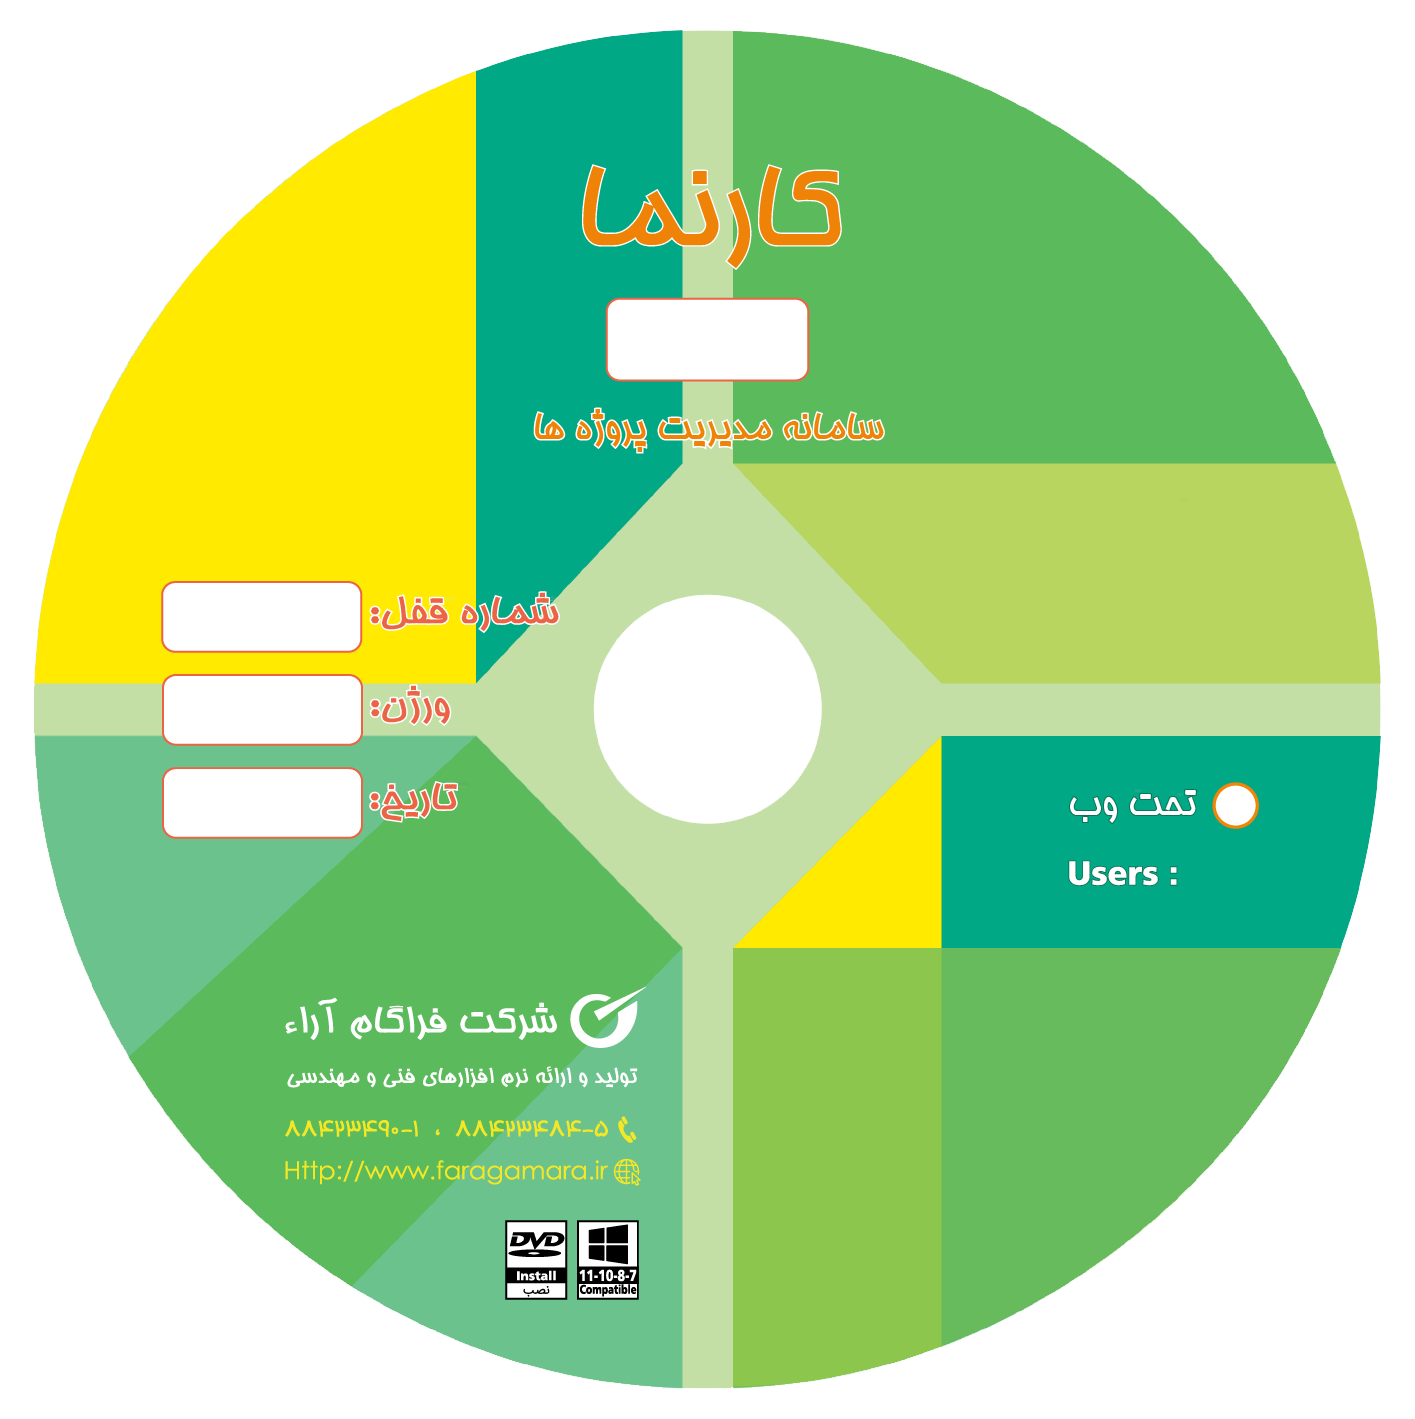 کارنما
سامانه مدیریت پروژه ها
شماره قفل:
ورژن:
تاریخ:
تحت وب
Users :
شرکت فراگام آراء
تولید و ارائه نرم افزارهای فنی و مهندسی
۸۸۴۲۳۴۸۴-۵ ، ۸۸۴۲۳۴۹۰-۱
Http://www.faragamara.ir
DVD
Install
نصب
11-10-8-7
Compatible